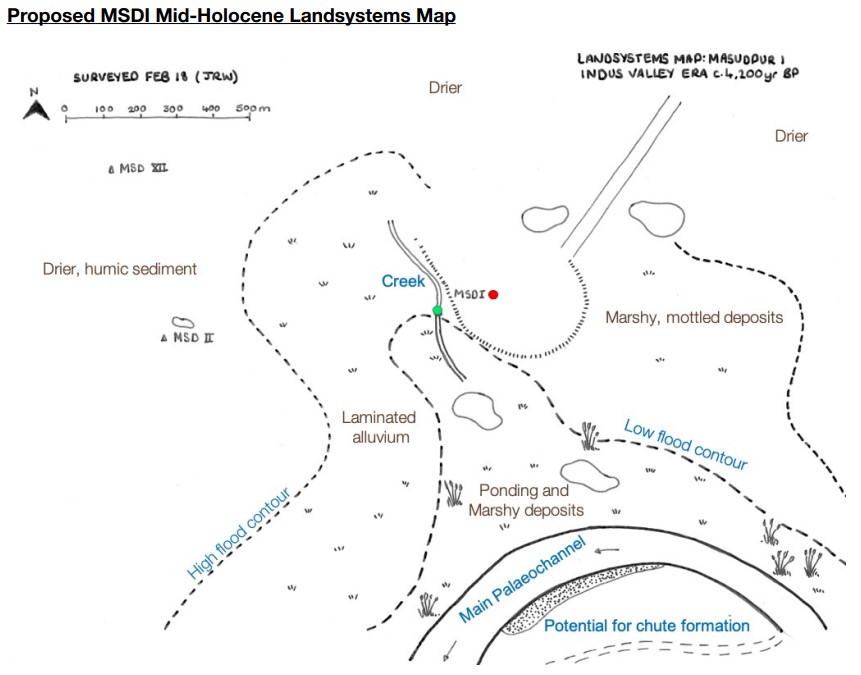 Proposed MSDI Mid-Holocene Landsystems Map
SURVEYED FEB 18 (JRW)
N
0 100 200 300 400 500m
LANDSYSTEMS MAP: MASUDPUR I
INDUS VALLEY ERA c.4,200yr BP
Drier
Drier
MSD XII
Drier, humic sediment
Creek
MSDI
Marshy, mottled deposits
MSD II
Laminated
alluvium
Low flood contour
High flood contour
Ponding and
Marshy deposits
Main Palaeochannel
Potential for chute formation